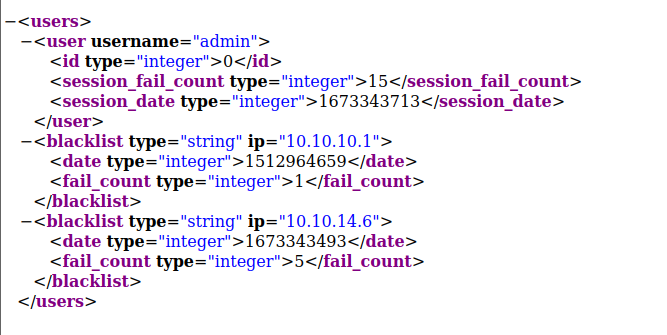 −<users>
−<user username="admin">
<id type="integer">0</id>
<session_fail_count type="integer">15</session_fail_count>
<session_date type="integer">1673343713</session_date>
</user>
−<blacklist type="string" ip="10.10.10.1">
<date type="integer">1512964659</date>
<fail_count type="integer">1</fail_count>
</blacklist>
−<blacklist type="string" ip="10.10.14.6">
<date type="integer">1673343493</date>
<fail_count type="integer">5</fail_count>
</blacklist>
</users>